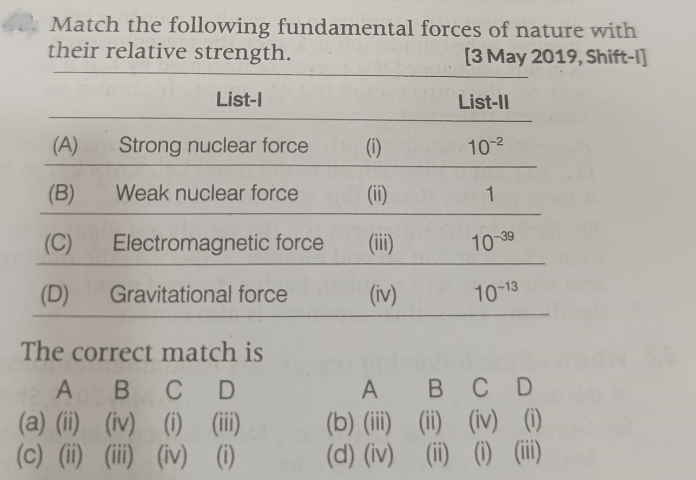 Match the following fundamental forces of nature with
their relative strength. [3 May 2019, Shift-I]
List-I List-II
(A) Strong nuclear force (i) 10⁻²
(B) Weak nuclear force (ii) 1
(C) Electromagnetic force (iii) 10⁻³⁹
(D) Gravitational force (iv) 10⁻¹³
The correct match is
A B C D A B C D
(a) (ii) (iv) (i) (iii) (b) (iii) (ii) (iv) (i)
(c) (ii) (iii) (iv) (i) (d) (iv) (ii) (i) (iii)